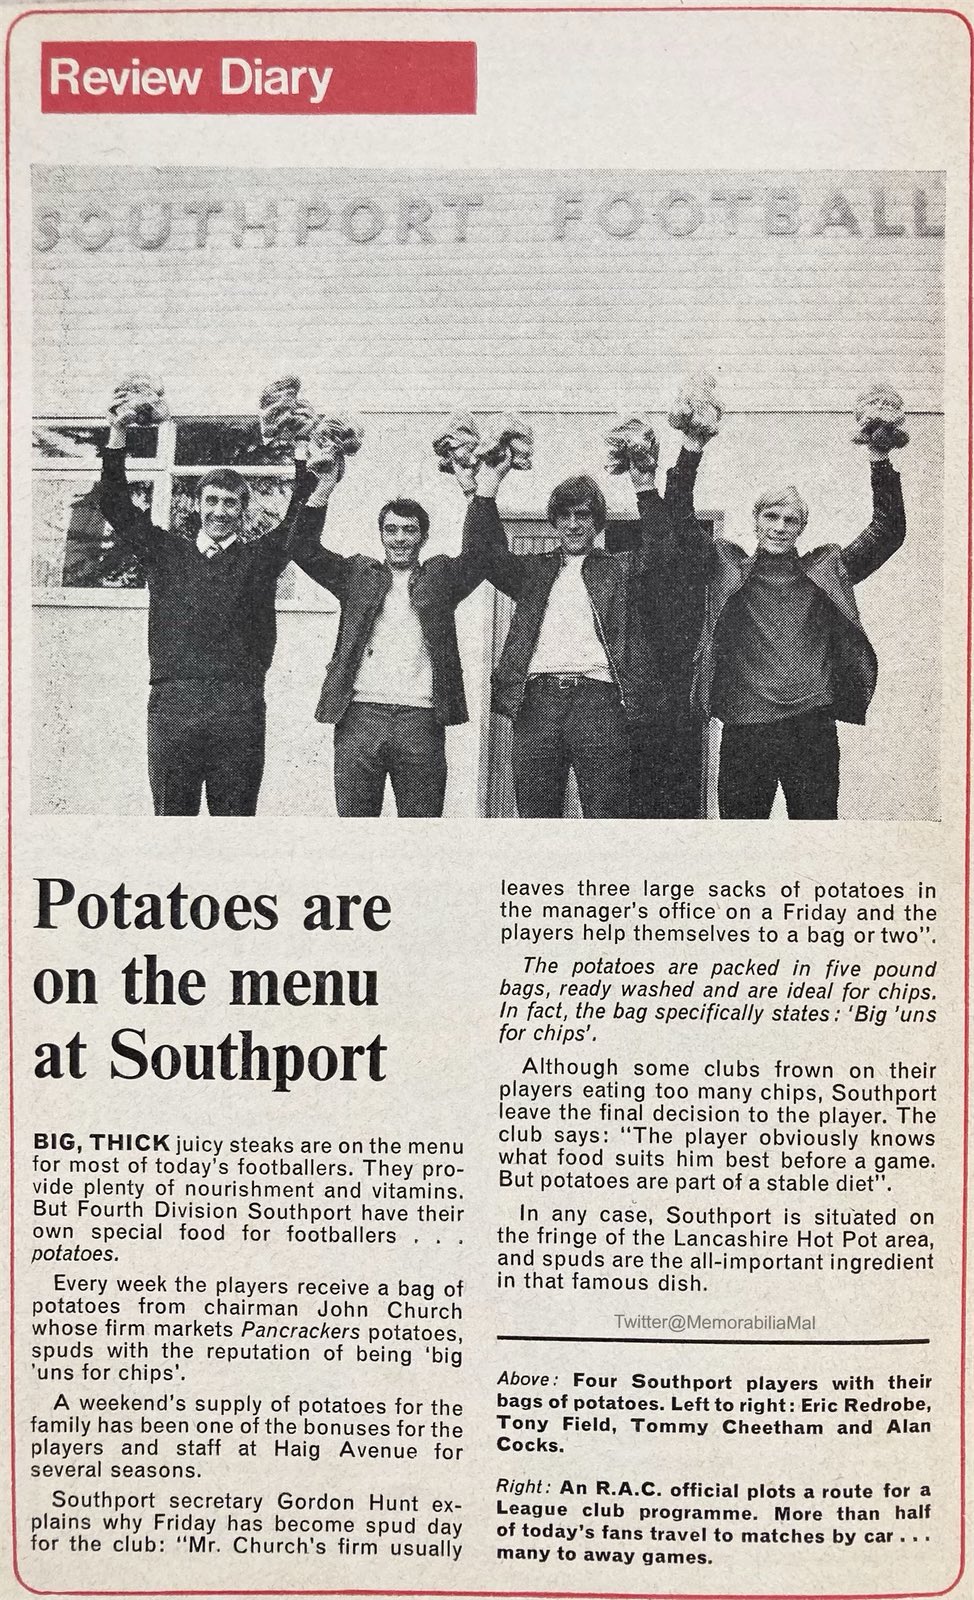 Review Diary
SOUTHPORT FOOTBALL
Potatoes are
on the menu
at Southport
BIG, THICK juicy steaks are on the menu
for most of today's footballers. They pro-
vide plenty of nourishment and vitamins.
But Fourth Division Southport have their
own special food for footballers . . .
potatoes.
Every week the players receive a bag of
potatoes from chairman John Church
whose firm markets Pancrackers potatoes,
spuds with the reputation of being 'big
'uns for chips'.
A weekend's supply of potatoes for the
family has been one of the bonuses for the
players and staff at Haig Avenue for
several seasons.
Southport secretary Gordon Hunt ex-
plains why Friday has become spud day
for the club: "Mr. Church's firm usually
leaves three large sacks of potatoes in
the manager's office on a Friday and the
players help themselves to a bag or two".
The potatoes are packed in five pound
bags, ready washed and are ideal for chips.
In fact, the bag specifically states: 'Big 'uns
for chips'.
Although some clubs frown on their
players eating too many chips, Southport
leave the final decision to the player. The
club says: "The player obviously knows
what food suits him best before a game.
But potatoes are part of a stable diet".
In any case, Southport is situated on
the fringe of the Lancashire Hot Pot area,
and spuds are the all-important ingredient
in that famous dish.
Twitter@MemorabiliaMal
Above: Four Southport players with their
bags of potatoes. Left to right: Eric Redrobe,
Tony Field, Tommy Cheetham and Alan
Cocks.
Right: An R.A.C. official plots a route for a
League club programme. More than half
of today's fans travel to matches by car . . .
many to away games.